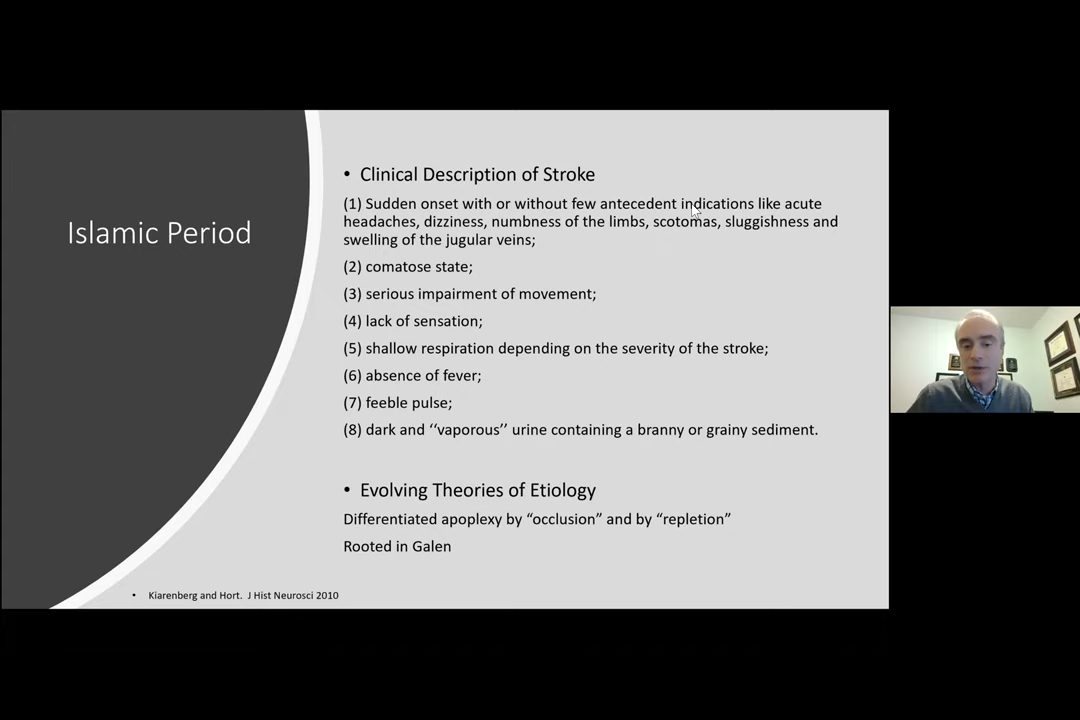 Islamic Period
• Clinical Description of Stroke
(1) Sudden onset with or without few antecedent indications like acute
headaches, dizziness, numbness of the limbs, scotomas, sluggishness and
swelling of the jugular veins;
(2) comatose state;
(3) serious impairment of movement;
(4) lack of sensation;
(5) shallow respiration depending on the severity of the stroke;
(6) absence of fever;
(7) feeble pulse;
(8) dark and ‘‘vaporous’’ urine containing a branny or grainy sediment.
• Evolving Theories of Etiology
Differentiated apoplexy by “occlusion” and by “repletion”
Rooted in Galen
• Kiarenberg and Hort. J Hist Neurosci 2010